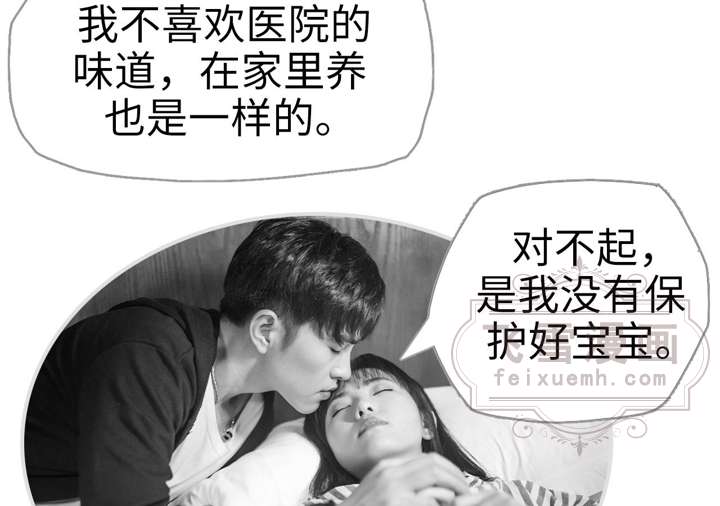 我不喜欢医院的
味道，在家里养
也是一样的。
对不起，
是我没有保
护好宝宝。
feixuemh.com